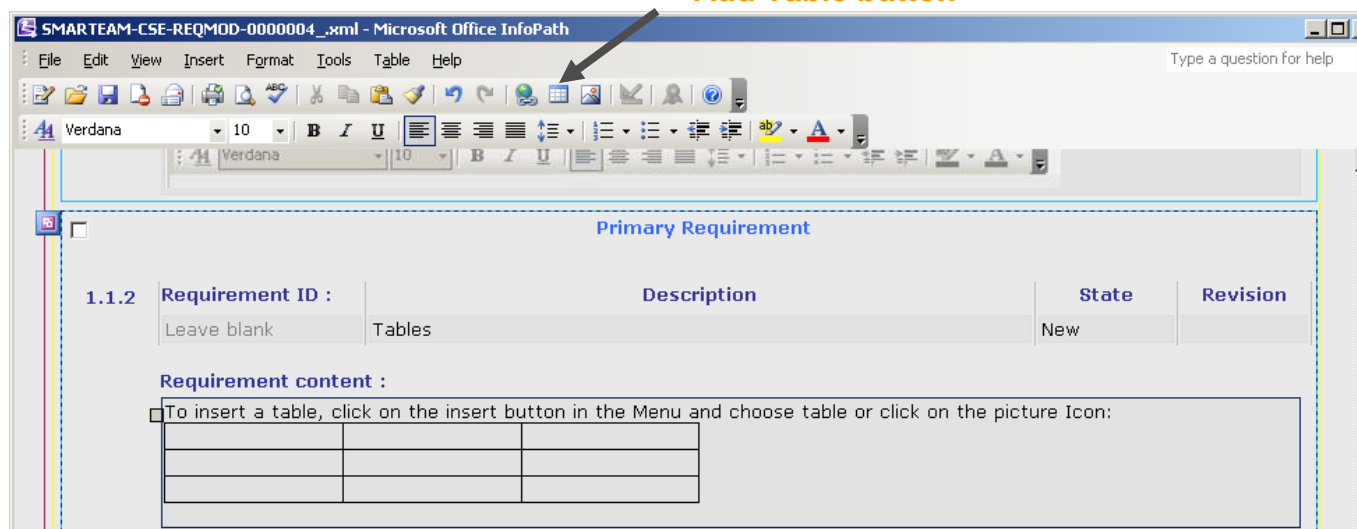 Add Table button
SMARTEAM-CSE-REQMOD-0000004_.xml - Microsoft Office InfoPath
File Edit View Insert Format Tools Table Help Type a question for help
Verdana 10 B I U
Verdana 10 B I U
Primary Requirement
1.1.2 Requirement ID : Description State Revision
Leave blank Tables New
Requirement content :
To insert a table, click on the insert button in the Menu and choose table or click on the picture Icon: